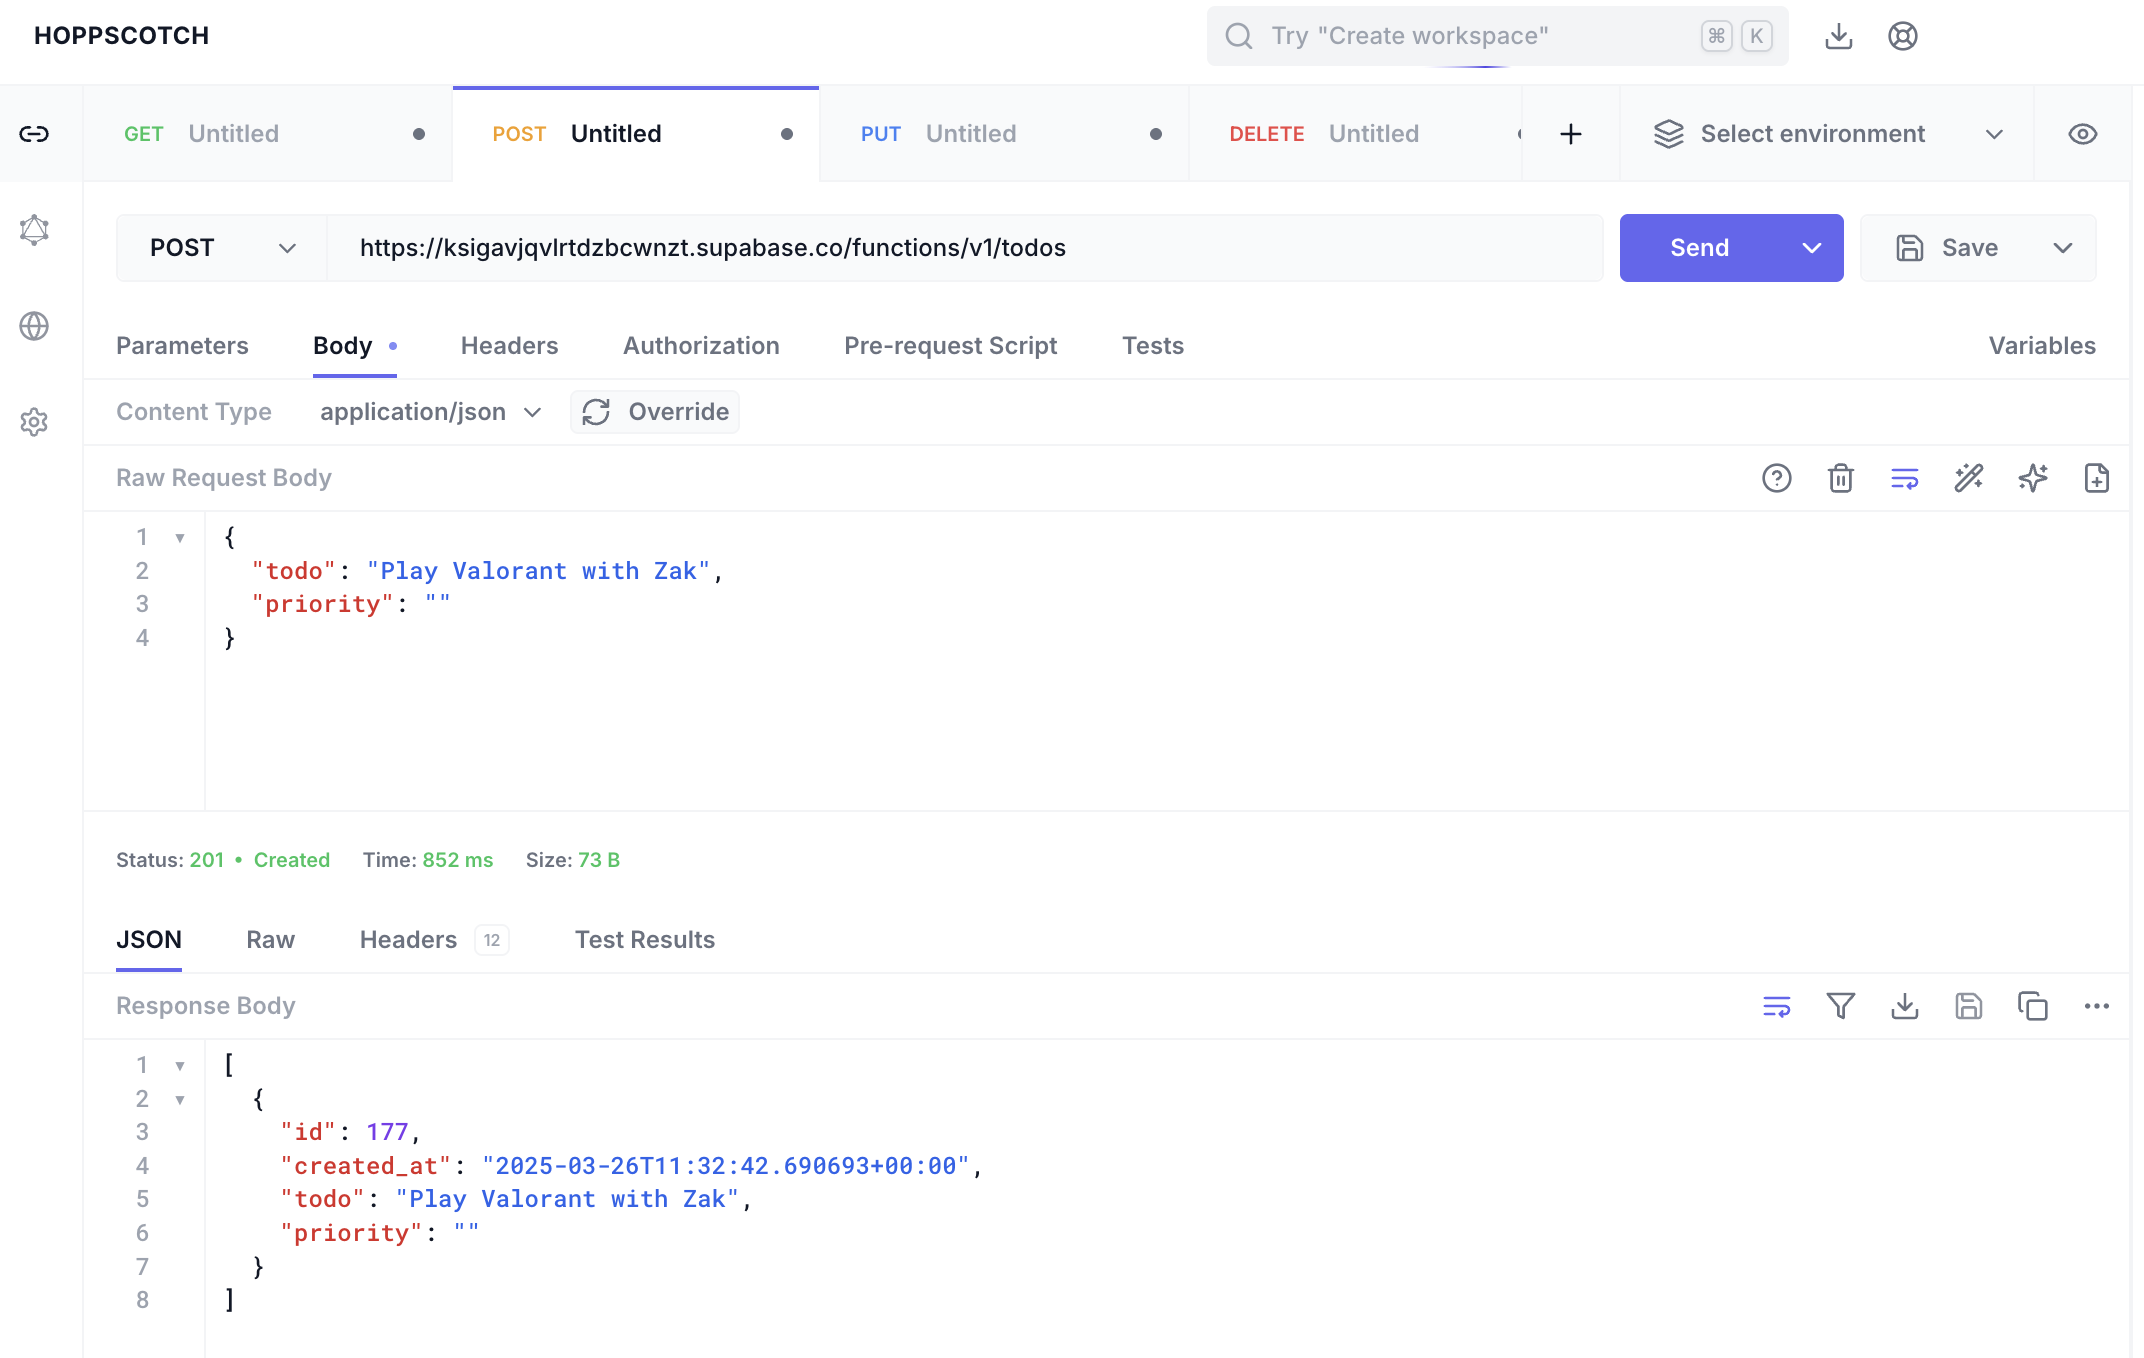 HOPPSCOTCH
Try "Create workspace" ⌘ K
GET Untitled POST Untitled PUT Untitled DELETE Untitled Select environment
POST https://ksigavjqvlrtdzbcwnzt.supabase.co/functions/v1/todos Send Save
Parameters Body Headers Authorization Pre-request Script Tests Variables
Content Type application/json Override
Raw Request Body
1 {
2 "todo": "Play Valorant with Zak",
3 "priority": ""
4 }
Status: 201 • Created Time: 852 ms Size: 73 B
JSON Raw Headers 12 Test Results
Response Body
1 [
2 {
3 "id": 177,
4 "created_at": "2025-03-26T11:32:42.690693+00:00",
5 "todo": "Play Valorant with Zak",
6 "priority": ""
7 }
8 ]